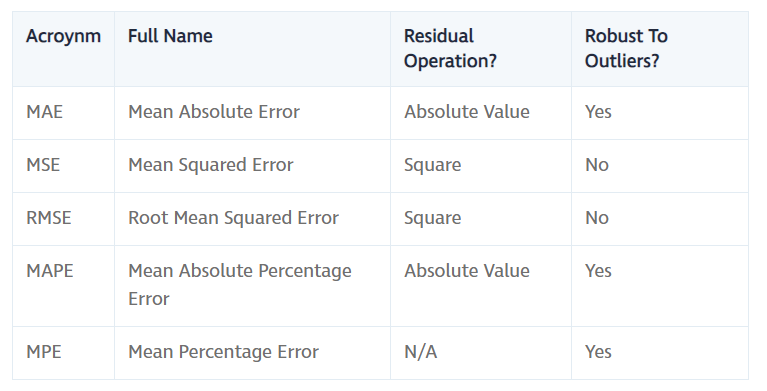 Acroynm Full Name Residual Operation? Robust To Outliers?
MAE Mean Absolute Error Absolute Value Yes
MSE Mean Squared Error Square No
RMSE Root Mean Squared Error Square No
MAPE Mean Absolute Percentage Error Absolute Value Yes
MPE Mean Percentage Error N/A Yes